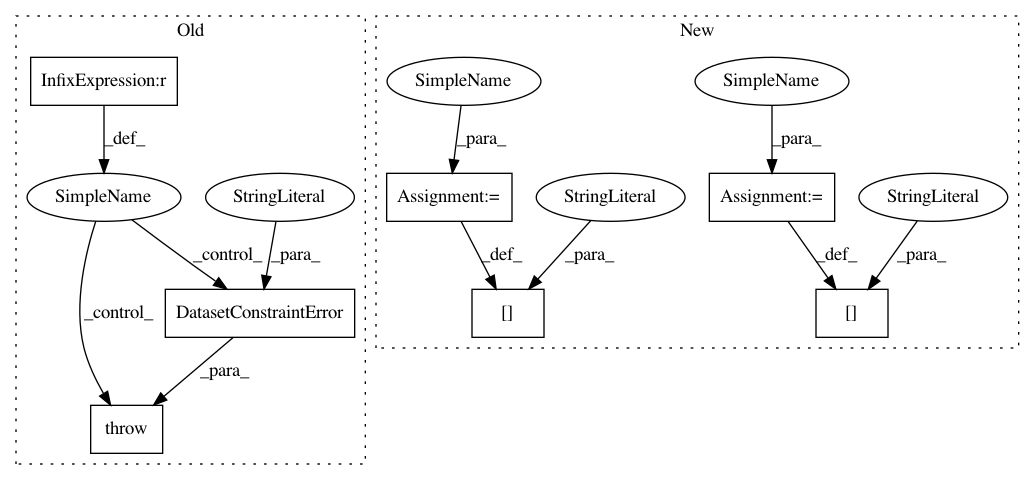 Old
New
InfixExpression:r
SimpleName
SimpleName
_def_
_para_
_para_
SimpleName
StringLiteral
Assignment:=
StringLiteral
Assignment:=
StringLiteral
_control_
_para_
_def_
_para_
_def_
_para_
_control_
DatasetConstraintError
[]
[]
_para_
throw